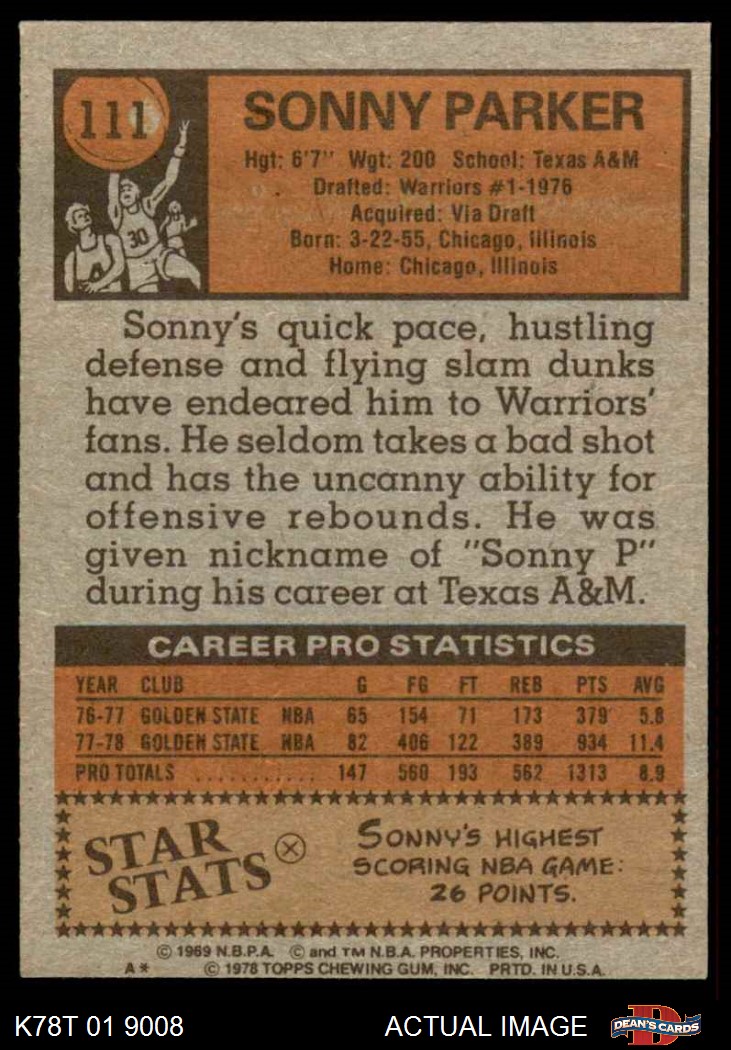 111
SONNY PARKER
Hgt: 6'7" Wgt: 200 School: Texas A&M
Drafted: Warriors #1-1976
Acquired: Via Draft
Born: 3-22-55, Chicago, Illinois
Home: Chicago, Illinois
30
Sonny's quick pace, hustling
defense and flying slam dunks
have endeared him to Warriors'
fans. He seldom takes a bad shot
and has the uncanny ability for
offensive rebounds. He was
given nickname of "Sonny P"
during his career at Texas A&M.
CAREER PRO STATISTICS
YEAR CLUB G FG FT REB PTS AVG
76-77 GOLDEN STATE NBA 65 154 71 173 379 5.8
77-78 GOLDEN STATE NBA 82 406 122 389 934 11.4
PRO TOTALS ........... 147 560 193 562 1313 8.9
STAR STATS
SONNY'S HIGHEST
SCORING NBA GAME:
26 POINTS.
© 1969 N.B.P.A. © and TM N.B.A. PROPERTIES, INC.
A* © 1978 TOPPS CHEWING GUM, INC. PRTD. IN U.S.A.
K78T 01 9008 ACTUAL IMAGE DEAN'S CARDS